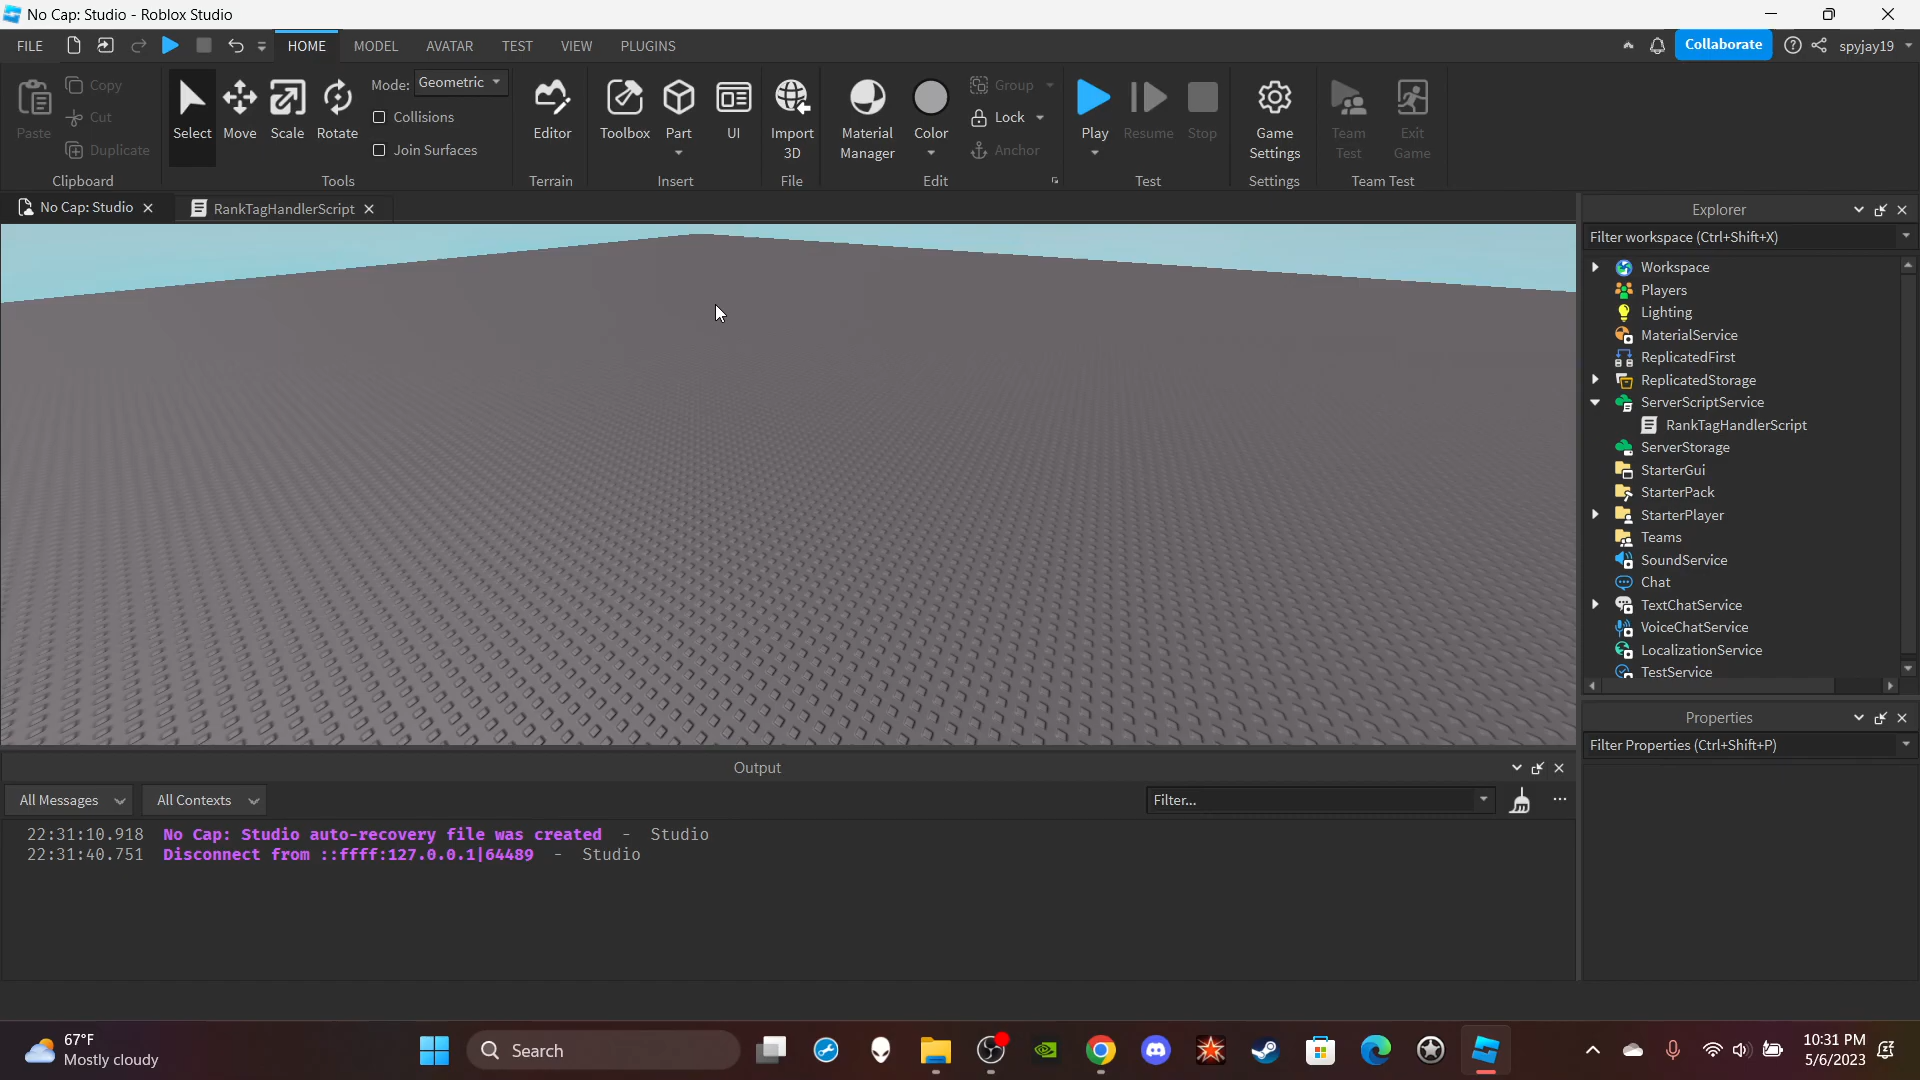 No Cap: Studio - Roblox Studio
FILE
HOME
MODEL
AVATAR
TEST
VIEW
PLUGINS
Collaborate
spyjay19
Paste
Copy
Cut
Duplicate
Clipboard
Select
Move
Scale
Rotate
Mode: Geometric
Collisions
Join Surfaces
Tools
Editor
Terrain
Toolbox
Part
UI
Insert
Import
3D
File
Material
Manager
Color
Group
Lock
Anchor
Edit
Play
Resume
Stop
Test
Game
Settings
Settings
Team
Test
Exit
Game
Team Test
No Cap: Studio
RankTagHandlerScript
Explorer
Filter workspace (Ctrl+Shift+X)
Workspace
Players
Lighting
MaterialService
ReplicatedFirst
ReplicatedStorage
ServerScriptService
RankTagHandlerScript
ServerStorage
StarterGui
StarterPack
StarterPlayer
Teams
SoundService
Chat
TextChatService
VoiceChatService
LocalizationService
TestService
Properties
Filter Properties (Ctrl+Shift+P)
Output
All Messages
All Contexts
Filter...
22:31:10.918 No Cap: Studio auto-recovery file was created - Studio
22:31:40.751 Disconnect from ::ffff:127.0.0.1|64489 - Studio
67°F
Mostly cloudy
Search
10:31 PM
5/6/2023